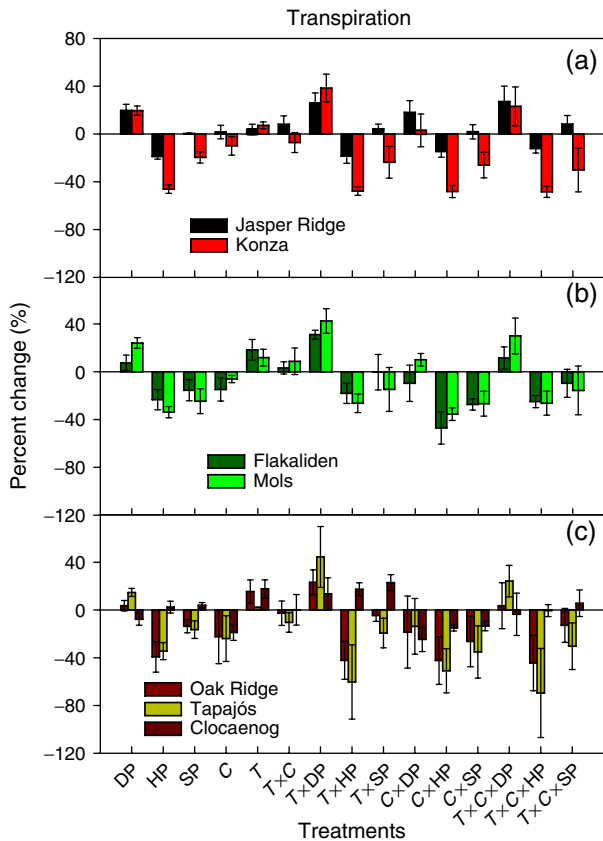 Transpiration
Percent change (%)
80
(a)
40
0
−40
−80
Jasper Ridge
Konza
−120
(b)
40
0
−40
−80
Flakaliden
Mols
−120
(c)
40
0
−40
−80
Oak Ridge
Tapajós
Clocaenog
−120
DP HP SP C T T×C T×DP T×HP T×SP C×DP C×HP C×SP T×C×DP T×C×HP T×C×SP
Treatments